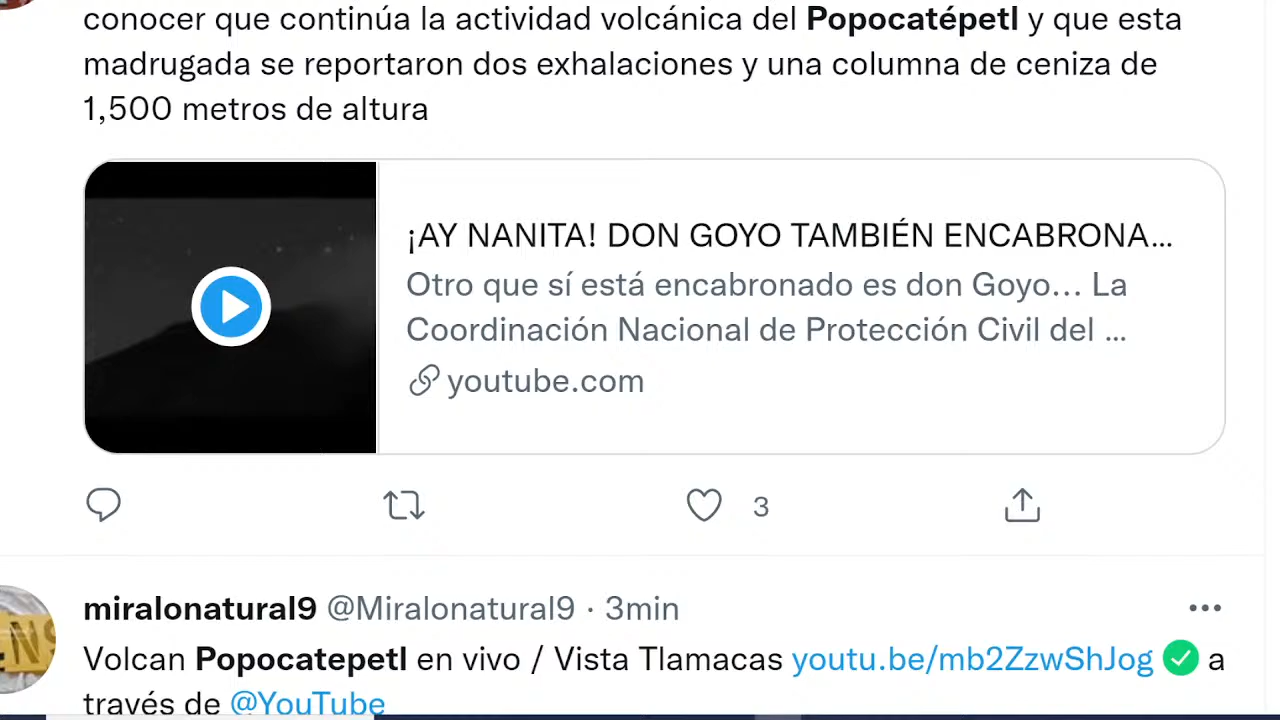 conocer que continúa la actividad volcánica del Popocatépetl y que esta
madrugada se reportaron dos exhalaciones y una columna de ceniza de
1,500 metros de altura
¡AY NANITA! DON GOYO TAMBIÉN ENCABRONA...
Otro que sí está encabronado es don Goyo... La
Coordinación Nacional de Protección Civil del ...
youtube.com
3
miralonatural9 @Miralonatural9 · 3min
Volcan Popocatepetl en vivo / Vista Tlamacas youtu.be/mb2ZzwShJog ✅ a
través de @YouTube